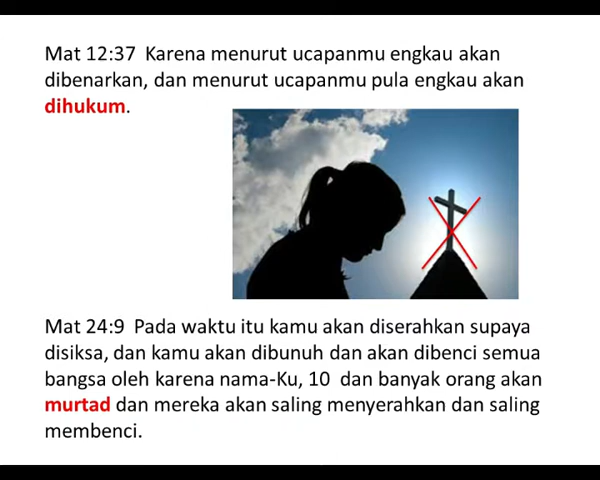 Mat 12:37 Karena menurut ucapanmu engkau akan
dibenarkan, dan menurut ucapanmu pula engkau akan
dihukum.
Mat 24:9 Pada waktu itu kamu akan diserahkan supaya
disiksa, dan kamu akan dibunuh dan akan dibenci semua
bangsa oleh karena nama-Ku, 10 dan banyak orang akan
murtad dan mereka akan saling menyerahkan dan saling
membenci.